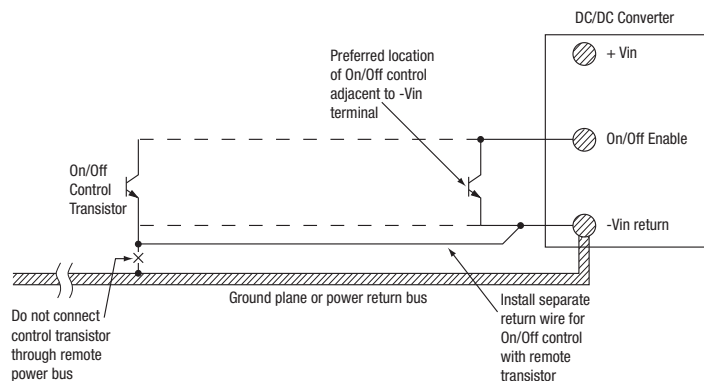 DC/DC Converter
+ Vin
Preferred location
of On/Off control
adjacent to -Vin
terminal
On/Off Enable
On/Off
Control
Transistor
-Vin return
Ground plane or power return bus
Do not connect
control transistor
through remote
power bus
Install separate
return wire for
On/Off control
with remote
transistor